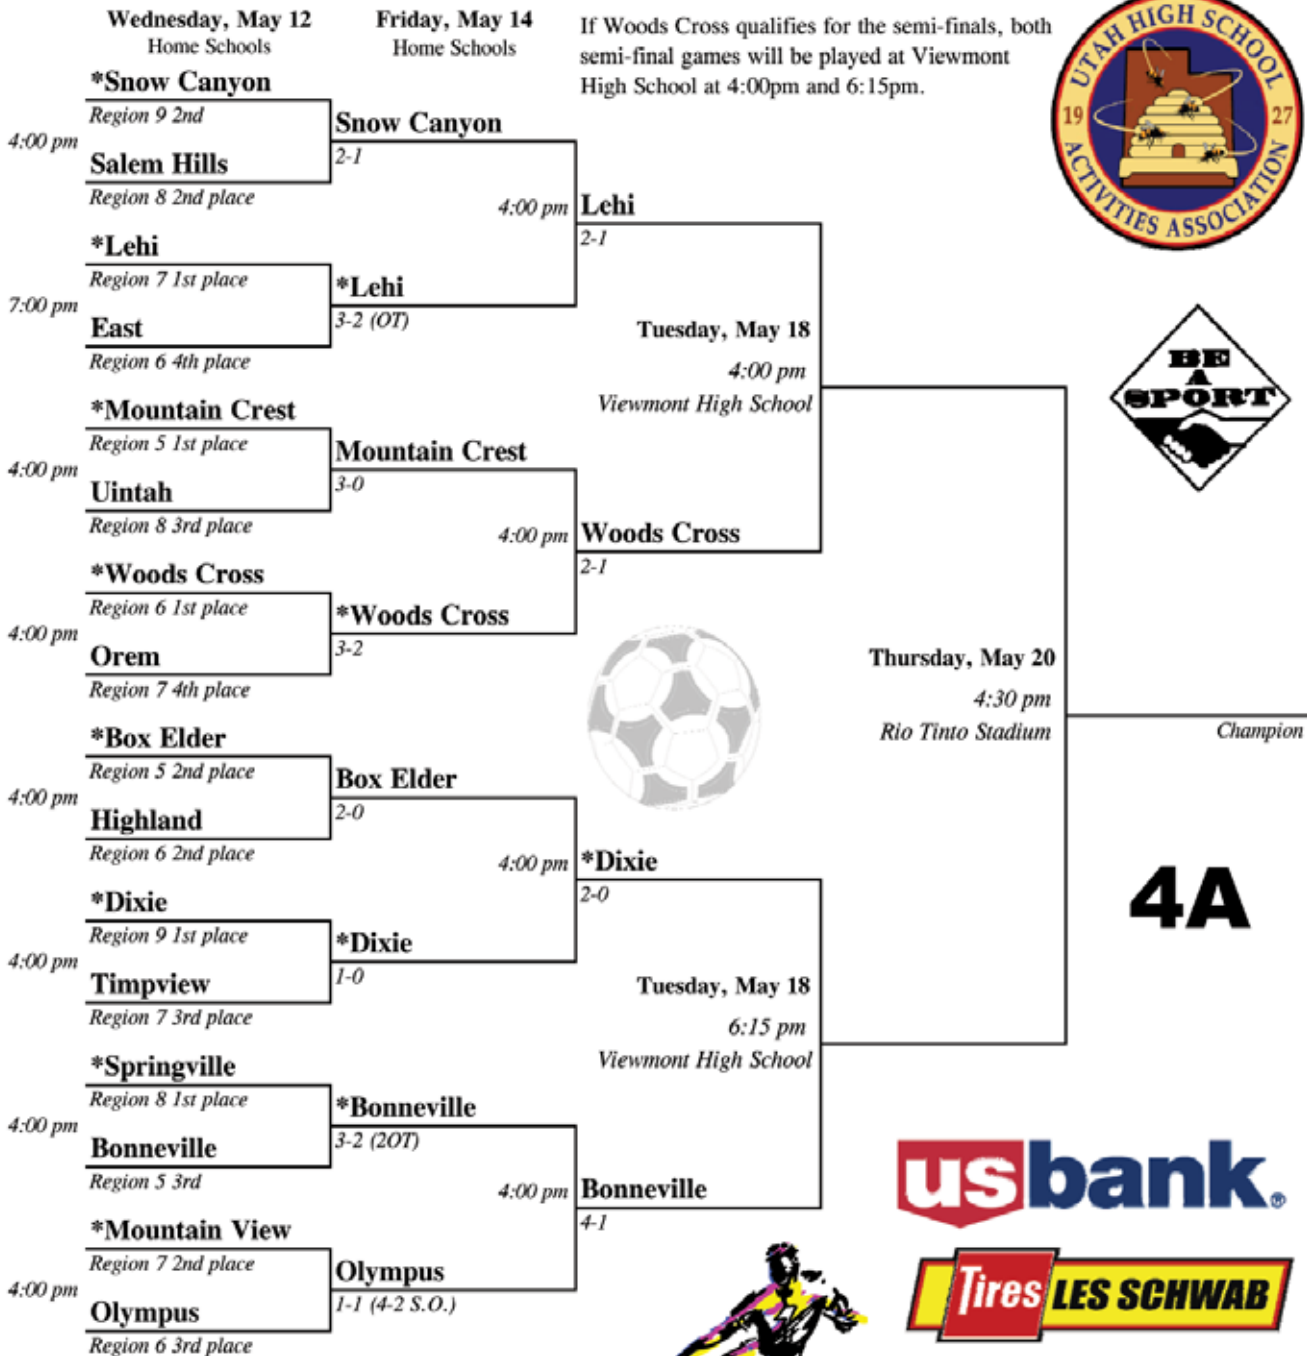 Wednesday, May 12
Home Schools
Friday, May 14
Home Schools
If Woods Cross qualifies for the semi-finals, both
semi-final games will be played at Viewmont
High School at 4:00pm and 6:15pm.
UTAH HIGH SCHOOL
19 27
ACTIVITIES ASSOCIATION
*Snow Canyon
Region 9 2nd
4:00 pm
Salem Hills
Region 8 2nd place
Snow Canyon
2-1
4:00 pm
Lehi
2-1
*Lehi
Region 7 1st place
7:00 pm
East
Region 6 4th place
*Lehi
3-2 (OT)
Tuesday, May 18
4:00 pm
Viewmont High School
BE
A
SPORT
*Mountain Crest
Region 5 1st place
4:00 pm
Uintah
Region 8 3rd place
Mountain Crest
3-0
4:00 pm
Woods Cross
2-1
*Woods Cross
Region 6 1st place
4:00 pm
Orem
Region 7 4th place
*Woods Cross
3-2
Thursday, May 20
4:30 pm
Rio Tinto Stadium
Champion
*Box Elder
Region 5 2nd place
4:00 pm
Highland
Region 6 2nd place
Box Elder
2-0
4:00 pm
*Dixie
2-0
4A
*Dixie
Region 9 1st place
4:00 pm
Timpview
Region 7 3rd place
*Dixie
1-0
Tuesday, May 18
6:15 pm
Viewmont High School
*Springville
Region 8 1st place
4:00 pm
Bonneville
Region 5 3rd
*Bonneville
3-2 (2OT)
4:00 pm
Bonneville
4-1
usbank®
*Mountain View
Region 7 2nd place
4:00 pm
Olympus
Region 6 3rd place
Olympus
1-1 (4-2 S.O.)
Tires LES SCHWAB